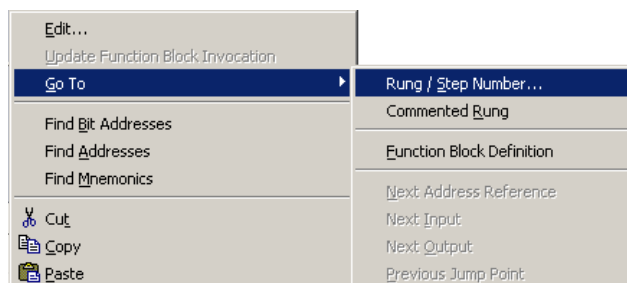 Edit...
Update Function Block Invocation
Go To
Find Bit Addresses
Find Addresses
Find Mnemonics
Cut
Copy
Paste
Rung / Step Number...
Commented Rung
Function Block Definition
Next Address Reference
Next Input
Next Output
Previous Jump Point